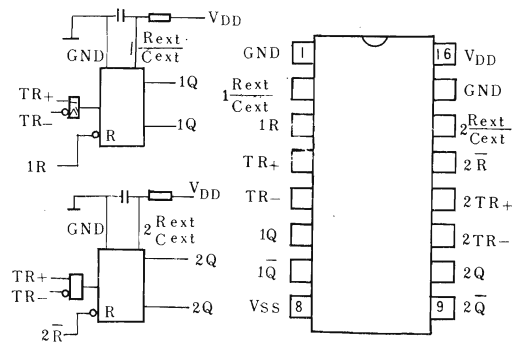 VDD
GND
1 Rext
Cext
TR+
TR-
R
1Q
1Q
1R
VDD
GND
2 Rext
Cext
TR+
TR-
R
2Q
2Q
2R̅
GND 1
1 Rext
Cext
1R
TR+
TR-
1Q
1Q̅
VSS 8
16 VDD
GND
2 Rext
Cext
2R̅
2TR+
2TR-
2Q
9 2Q̅